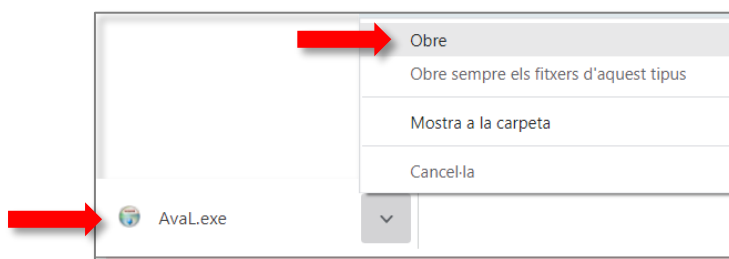 Obre
Obre sempre els fitxers d'aquest tipus
Mostra a la carpeta
Cancel·la
AvaL.exe